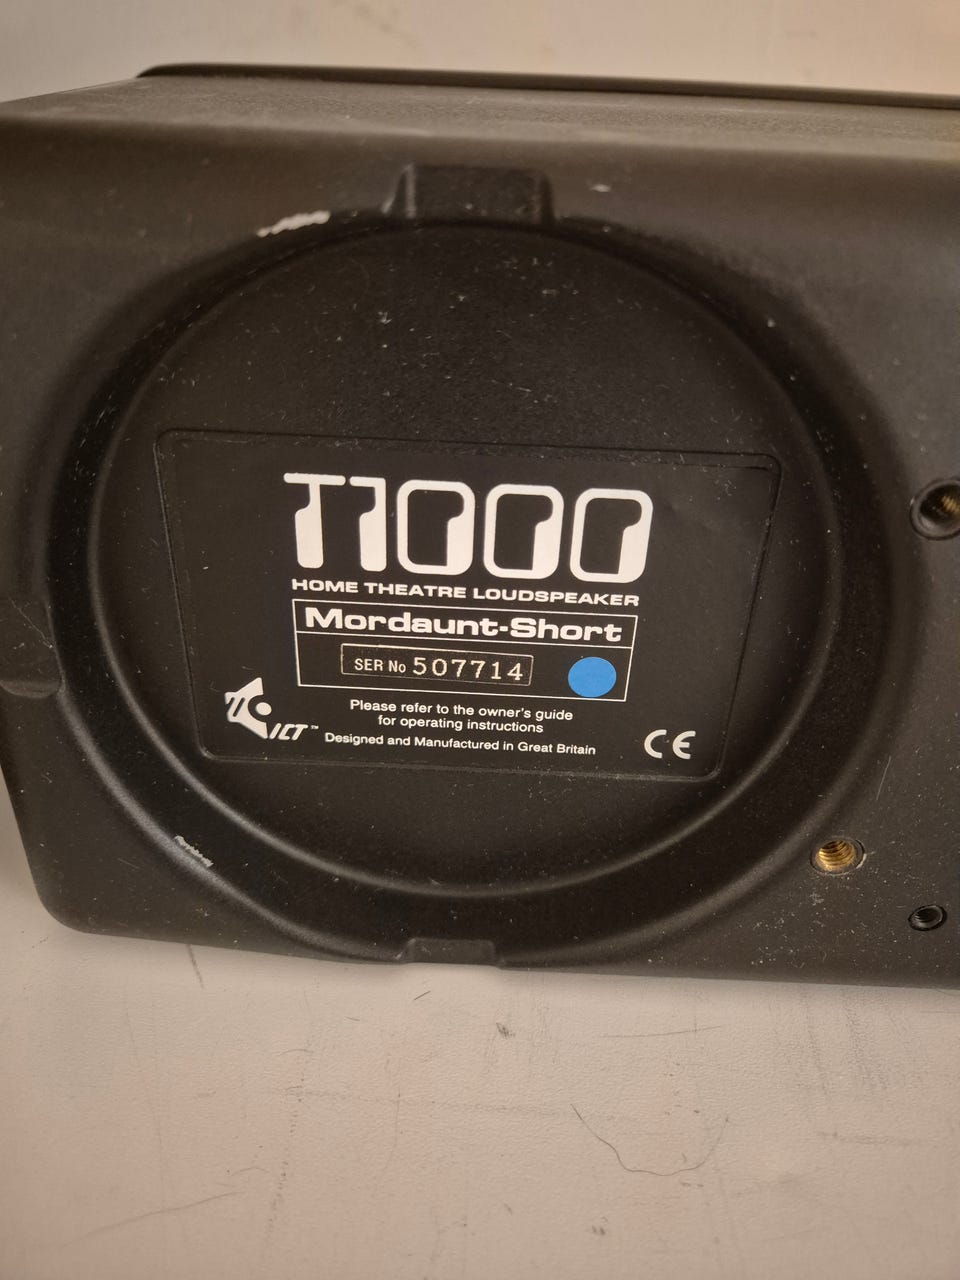 T1000
HOME THEATRE LOUDSPEAKER
Mordaunt-Short
SER No 507714
Please refer to the owner's guide
for operating instructions
ICT™
Designed and Manufactured in Great Britain
CE